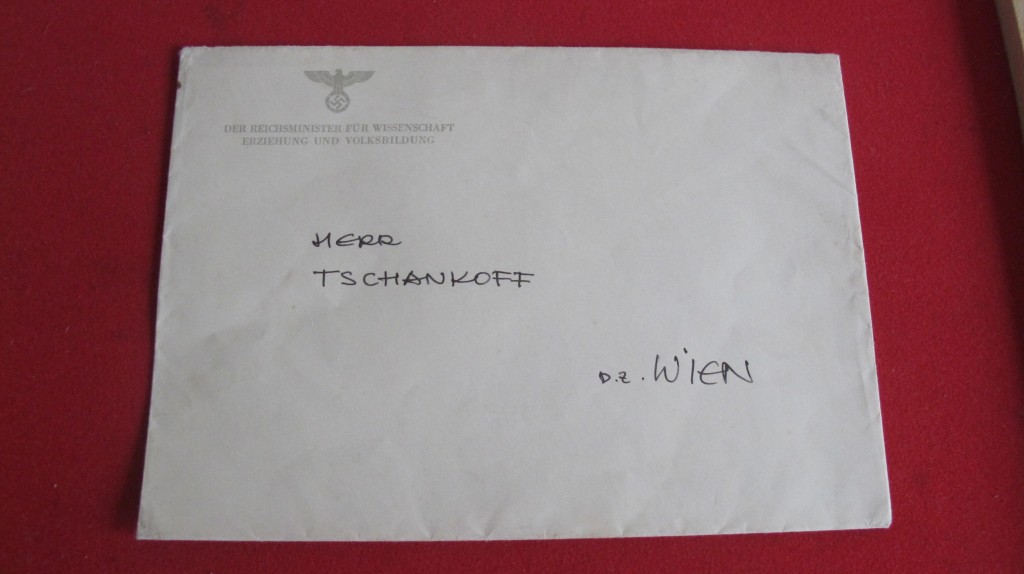 DER REICHSMINISTER FÜR WISSENSCHAFT
ERZIEHUNG UND VOLKSBILDUNG
HERR
TSCHANKOFF
D.Z. WIEN